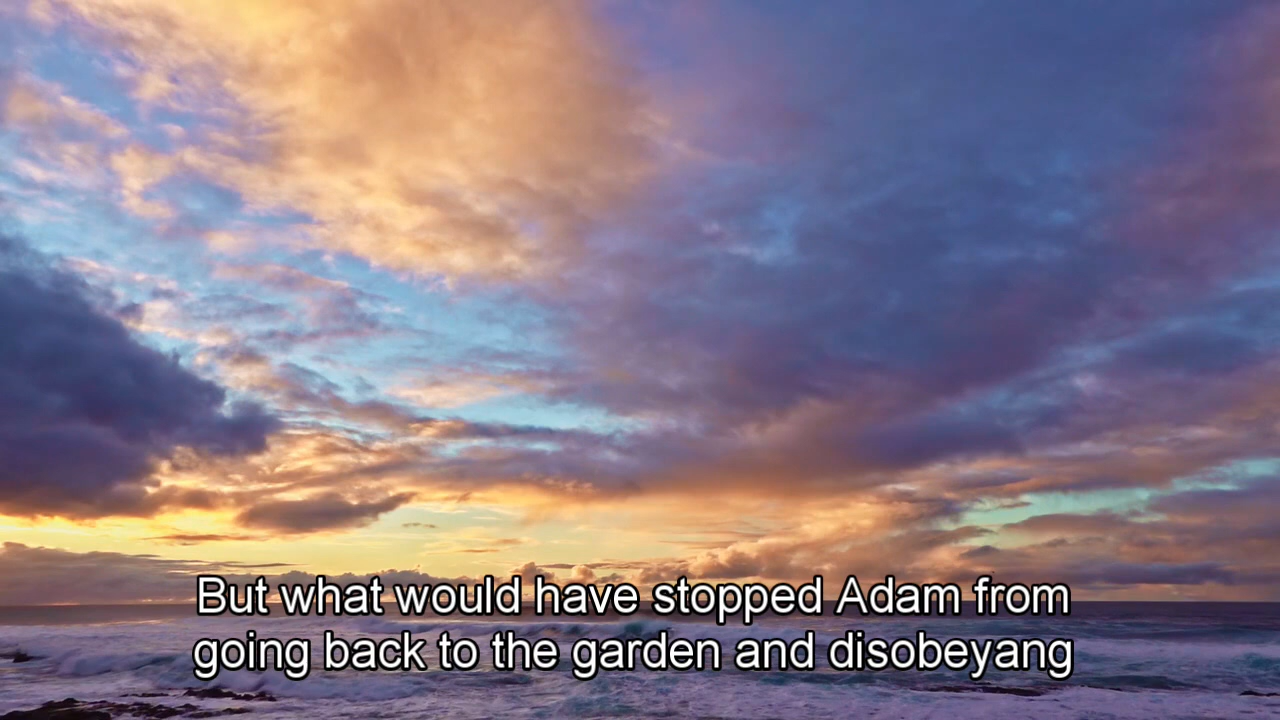 But what would have stopped Adam from
going back to the garden and disobeyang